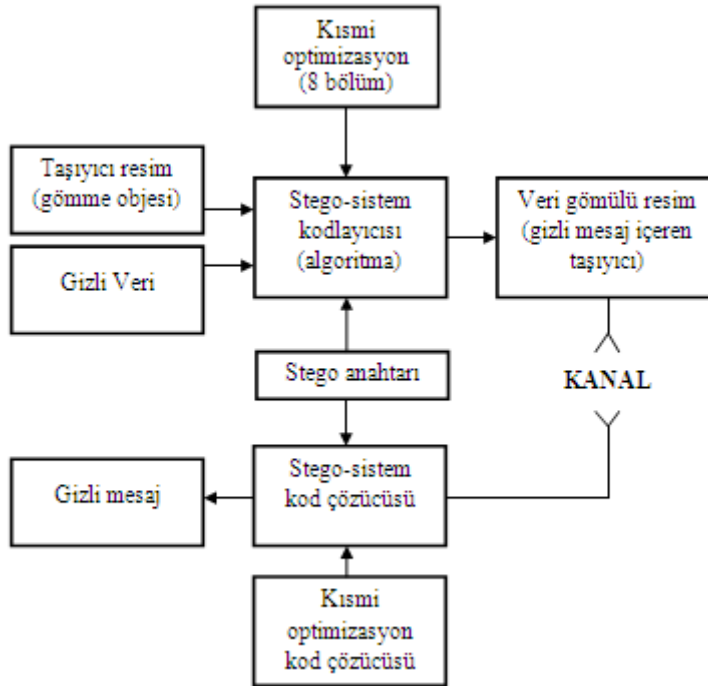 Kısmi
optimizasyon
(8 bölüm)
Taşıyıcı resim
(gömme objesi)
Gizli Veri
Stego-sistem
kodlayıcısı
(algoritma)
Veri gömülü resim
(gizli mesaj içeren
taşıyıcı)
Stego anahtarı
KANAL
Gizli mesaj
Stego-sistem
kod çözücüsü
Kısmi
optimizasyon
kod çözücüsü